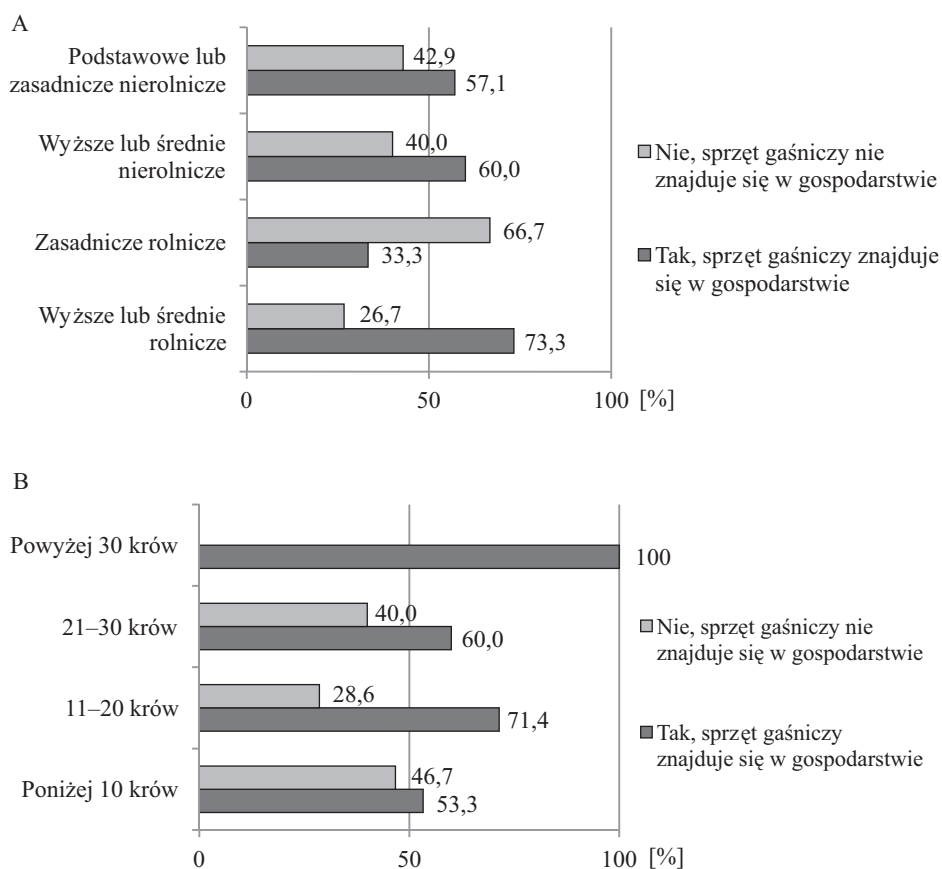 A
Podstawowe lub
zasadnicze nierolnicze
42,9
57,1
Wyższe lub średnie
nierolnicze
40,0
60,0
Zasadnicze rolnicze
66,7
33,3
Wyższe lub średnie
rolnicze
26,7
73,3
0 50 100 [%]
Nie, sprzęt gaśniczy nie
znajduje się w gospodarstwie
Tak, sprzęt gaśniczy znajduje
się w gospodarstwie
B
Powyżej 30 krów
100
21–30 krów
40,0
60,0
11–20 krów
28,6
71,4
Poniżej 10 krów
46,7
53,3
0 50 100 [%]
Nie, sprzęt gaśniczy nie
znajduje się w gospodarstwie
Tak, sprzęt gaśniczy
znajduje się w gospodarstwie